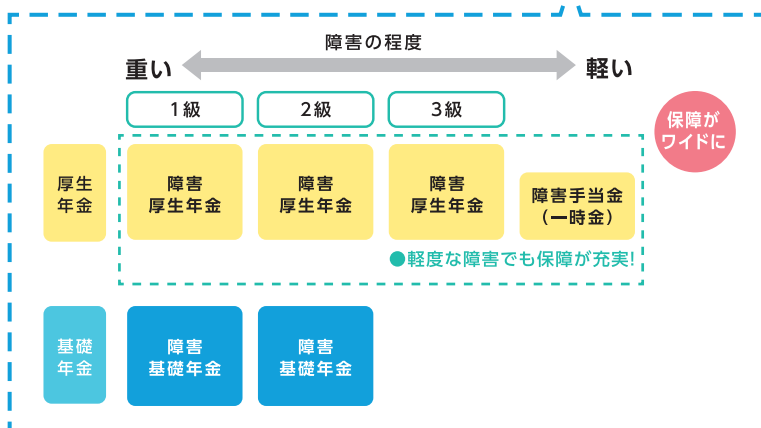 障害の程度
重い
軽い
1級
2級
3級
保障が
ワイドに
厚生
年金
障害
厚生年金
障害
厚生年金
障害
厚生年金
障害手当金
（一時金）
●軽度な障害でも保障が充実!
基礎
年金
障害
基礎年金
障害
基礎年金